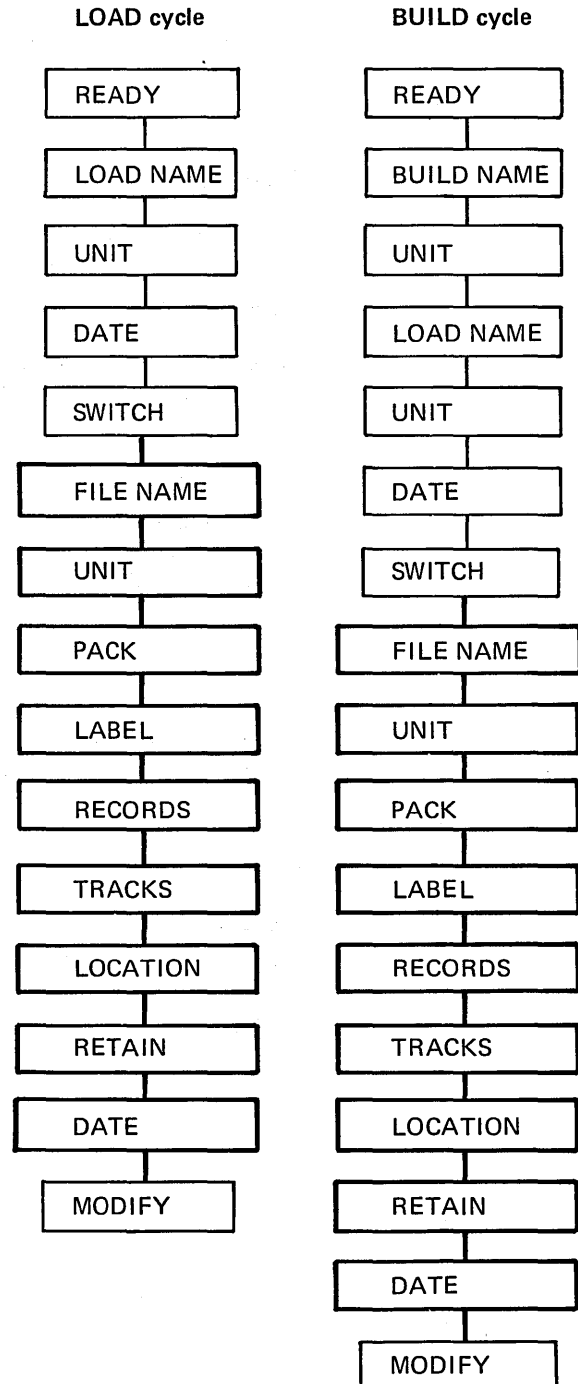 LOAD cycle
READY
LOAD NAME
UNIT
DATE
SWITCH
FILE NAME
UNIT
PACK
LABEL
RECORDS
TRACKS
LOCATION
RETAIN
DATE
MODIFY
BUILD cycle
READY
BUILD NAME
UNIT
LOAD NAME
UNIT
DATE
SWITCH
FILE NAME
UNIT
PACK
LABEL
RECORDS
TRACKS
LOCATION
RETAIN
DATE
MODIFY